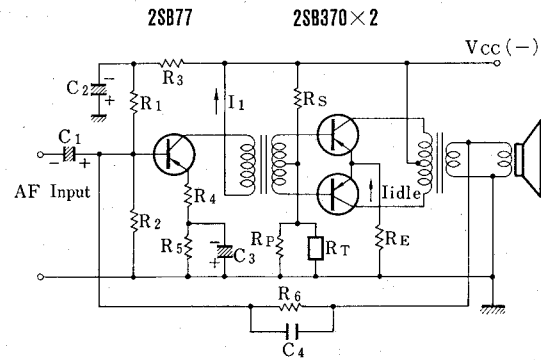 2SB77 2SB370×2
VCC(−)
− C2 + R3
R1 I1 RS
C1
− +
AF Input R4 Iidle
R2 R5 − + C3 RP RT RE
R6
C4